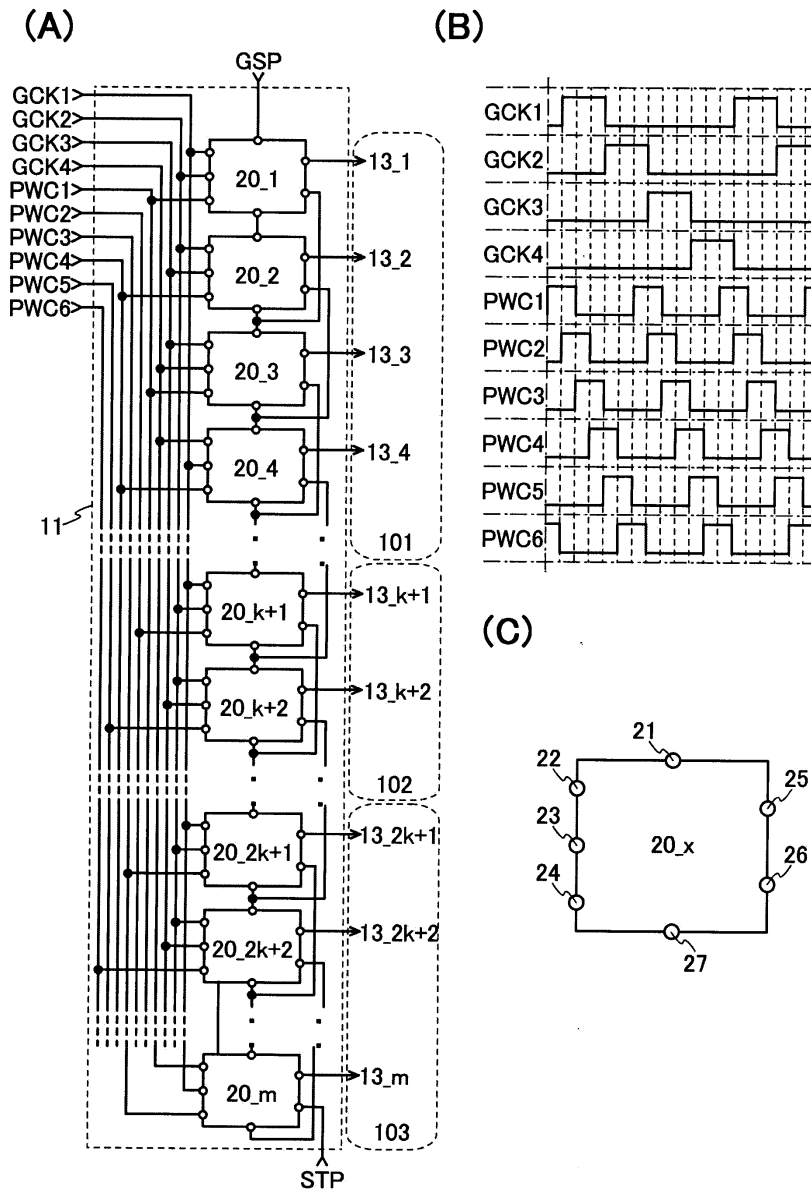 (A)
GSP
GCK1
GCK2
GCK3
GCK4
PWC1
PWC2
PWC3
PWC4
PWC5
PWC6
20_1
13_1
20_2
13_2
20_3
13_3
20_4
13_4
11
101
20_k+1
13_k+1
20_k+2
13_k+2
102
20_2k+1
13_2k+1
20_2k+2
13_2k+2
20_m
13_m
103
STP
(B)
GCK1
GCK2
GCK3
GCK4
PWC1
PWC2
PWC3
PWC4
PWC5
PWC6
(C)
21
22
25
23
20_x
26
24
27